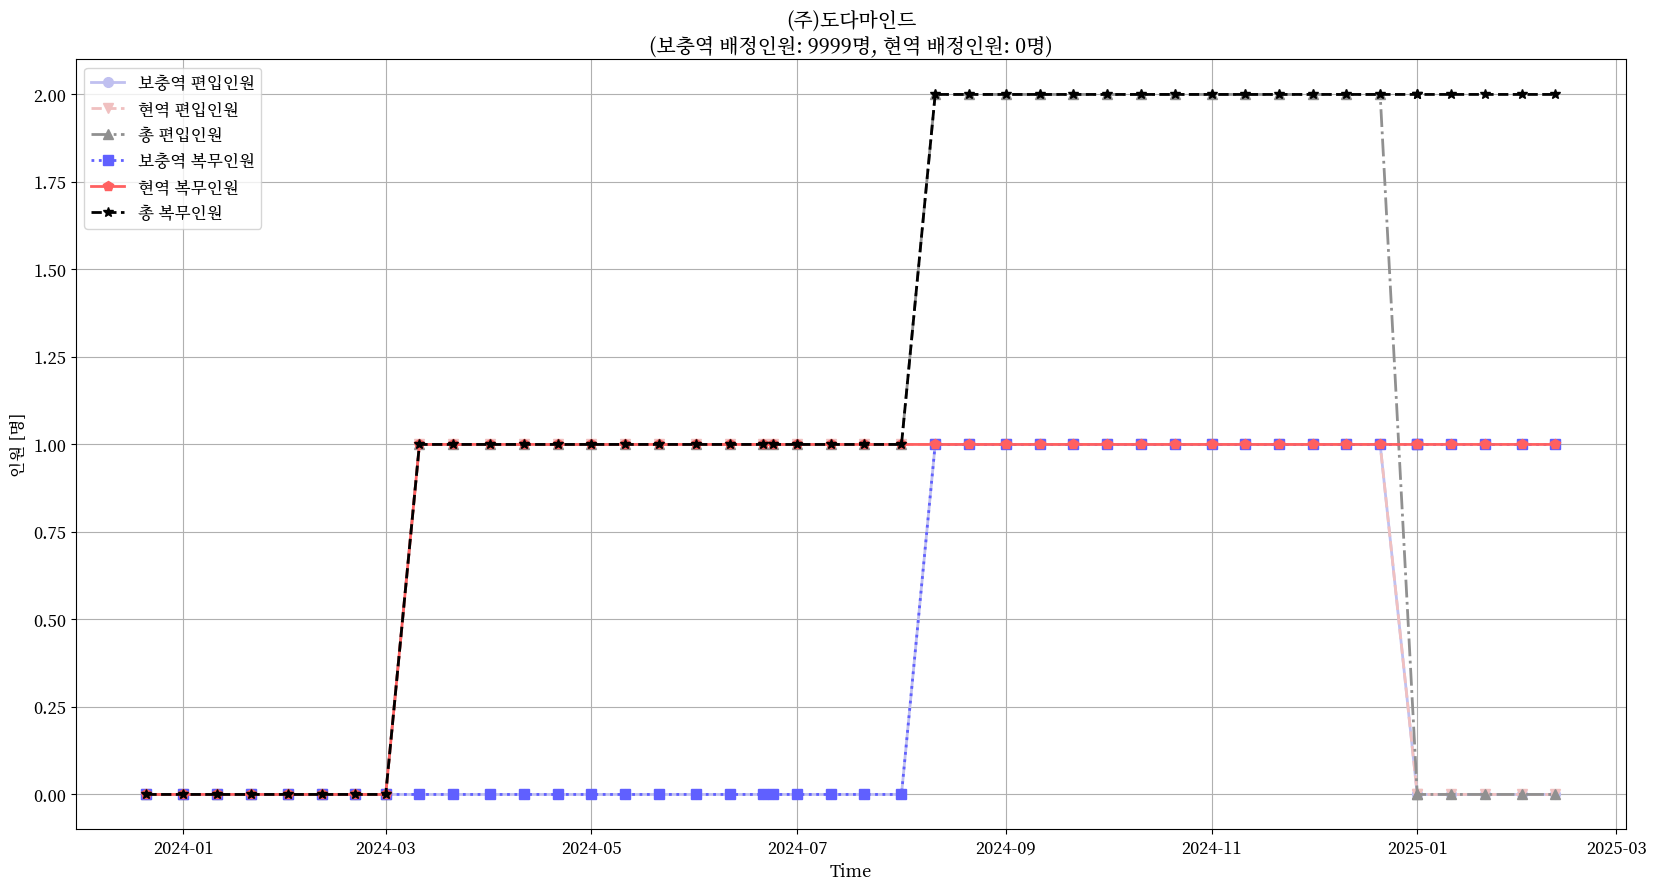 (주)도다마인드
(보충역 배정인원: 9999명, 현역 배정인원: 0명)
보충역 편입인원
현역 편입인원
총 편입인원
보충역 복무인원
현역 복무인원
총 복무인원
2.00
1.75
1.50
1.25
1.00
0.75
0.50
0.25
0.00
인원 [명]
2024-01 2024-03 2024-05 2024-07 2024-09 2024-11 2025-01 2025-03
Time